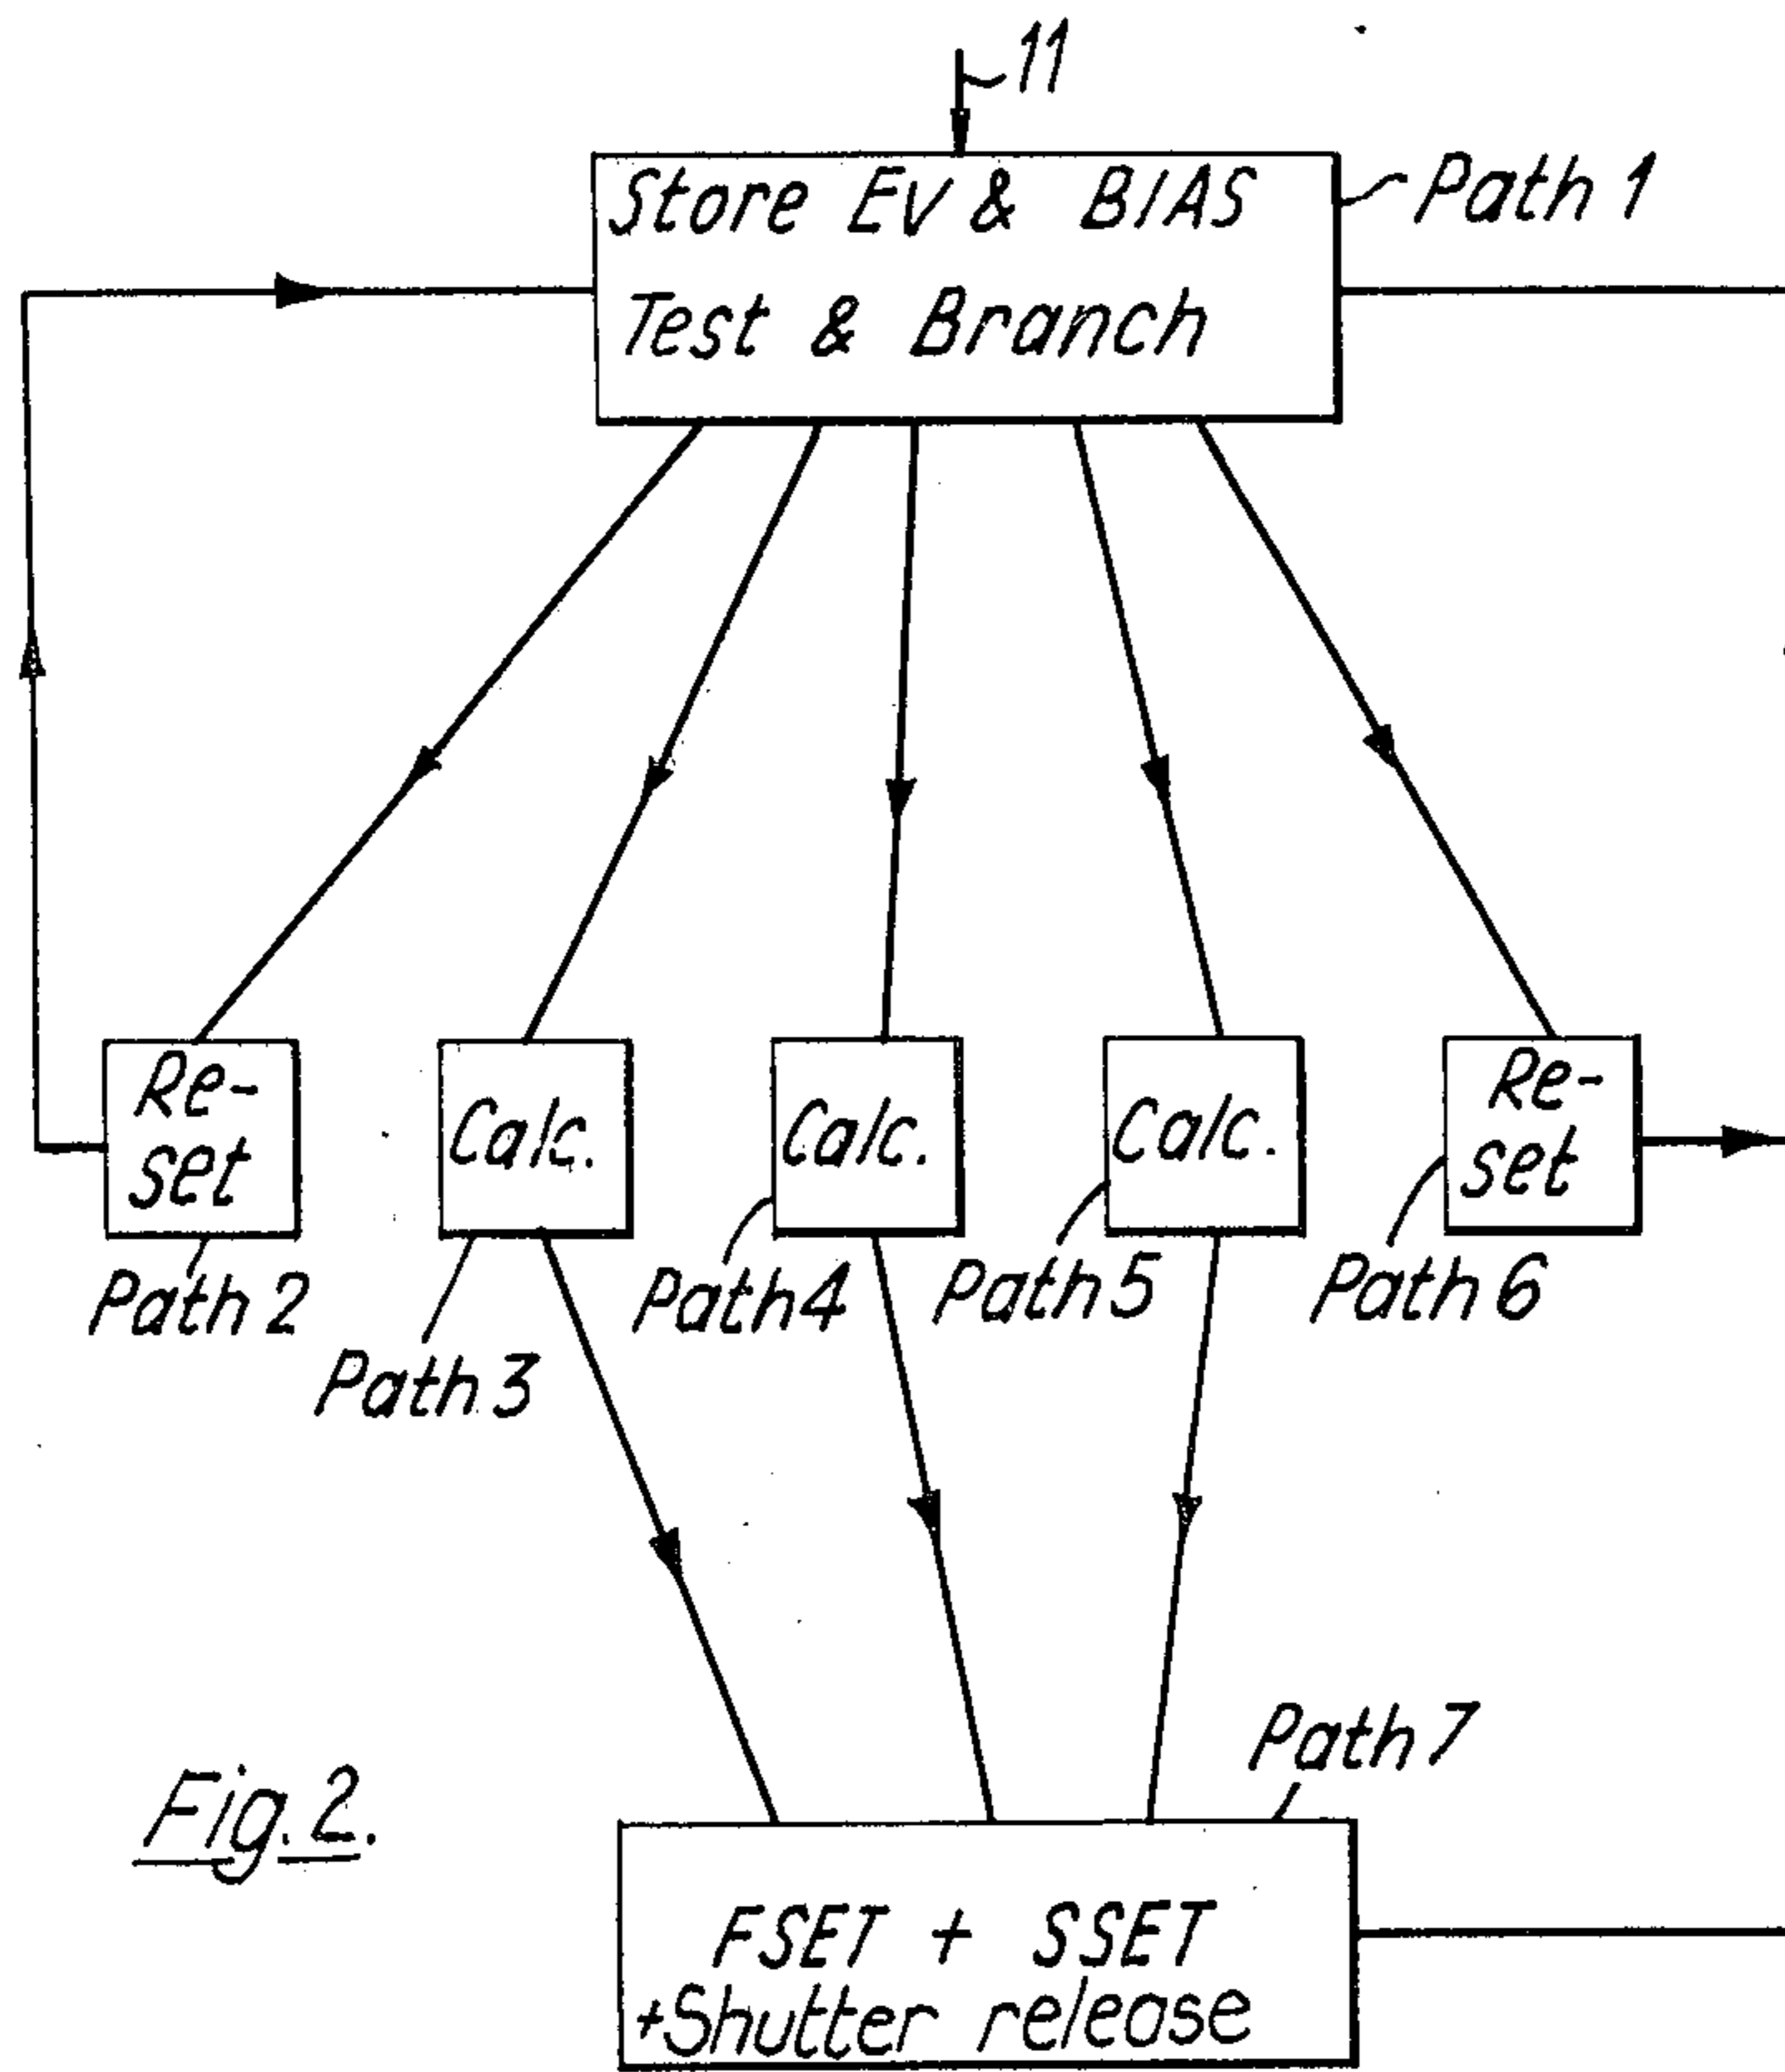 11
Store EV & BIAS
Test & Branch
Path 1
Re-
set
Calc.
Calc.
Calc.
Re-
set
Path 2
Path 3
Path 4
Path 5
Path 6
Path 7
FSET + SSET
+Shutter release
Fig. 2.